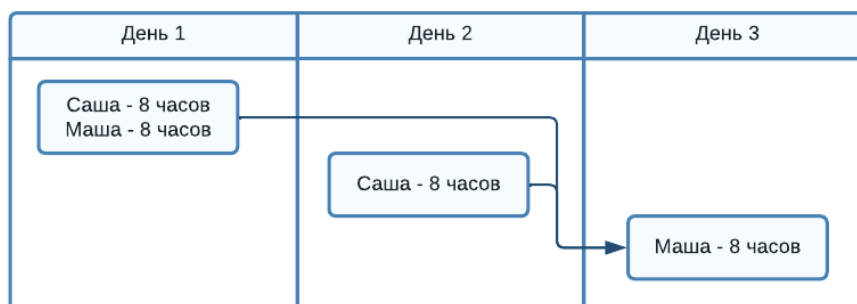 День 1
День 2
День 3
Саша - 8 часов
Маша - 8 часов
Саша - 8 часов
Маша - 8 часов